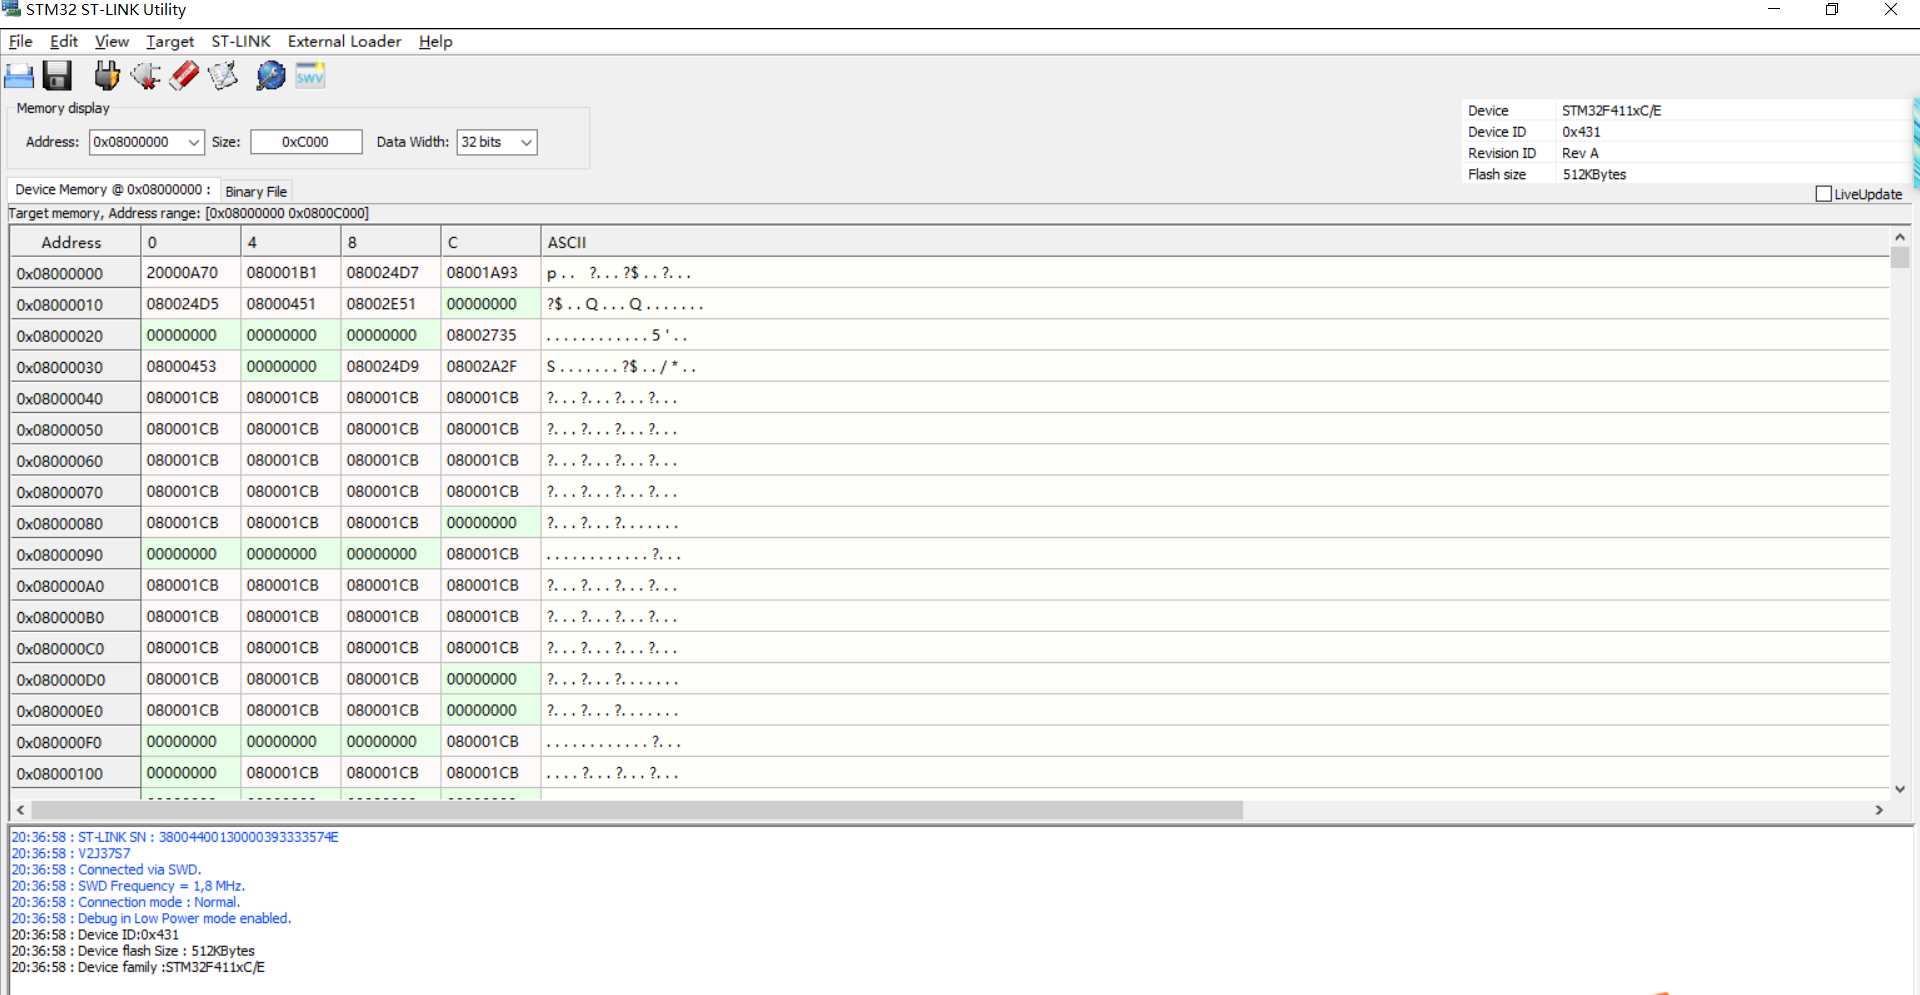 STM32 ST-LINK Utility
File Edit View Target ST-LINK External Loader Help
SWV
Memory display
Address: 0x08000000 Size: 0xC000 Data Width: 32 bits
Device STM32F411xC/E
Device ID 0x431
Revision ID Rev A
Flash size 512KBytes
LiveUpdate
Device Memory @ 0x08000000 : Binary File
Target memory, Address range: [0x08000000 0x0800C000]
Address 0 4 8 C ASCII
0x08000000 20000A70 080001B1 080024D7 08001A93 p.. ?...?$..?...
0x08000010 080024D5 08000451 08002E51 00000000 ?$..Q...Q.......
0x08000020 00000000 00000000 00000000 08002735 ............5'..
0x08000030 08000453 00000000 080024D9 08002A2F S.......?$../*..
0x08000040 080001CB 080001CB 080001CB 080001CB ?...?...?...?...
0x08000050 080001CB 080001CB 080001CB 080001CB ?...?...?...?...
0x08000060 080001CB 080001CB 080001CB 080001CB ?...?...?...?...
0x08000070 080001CB 080001CB 080001CB 080001CB ?...?...?...?...
0x08000080 080001CB 080001CB 080001CB 00000000 ?...?...?.......
0x08000090 00000000 00000000 00000000 080001CB ............?...
0x080000A0 080001CB 080001CB 080001CB 080001CB ?...?...?...?...
0x080000B0 080001CB 080001CB 080001CB 080001CB ?...?...?...?...
0x080000C0 080001CB 080001CB 080001CB 080001CB ?...?...?...?...
0x080000D0 080001CB 080001CB 080001CB 00000000 ?...?...?.......
0x080000E0 080001CB 080001CB 080001CB 00000000 ?...?...?.......
0x080000F0 00000000 00000000 00000000 080001CB ............?...
0x08000100 00000000 080001CB 080001CB 080001CB ....?...?...?...
20:36:58 : ST-LINK SN : 38004400130000393333574E
20:36:58 : V2J37S7
20:36:58 : Connected via SWD.
20:36:58 : SWD Frequency = 1,8 MHz.
20:36:58 : Connection mode : Normal.
20:36:58 : Debug in Low Power mode enabled.
20:36:58 : Device ID:0x431
20:36:58 : Device flash Size : 512KBytes
20:36:58 : Device family :STM32F411xC/E